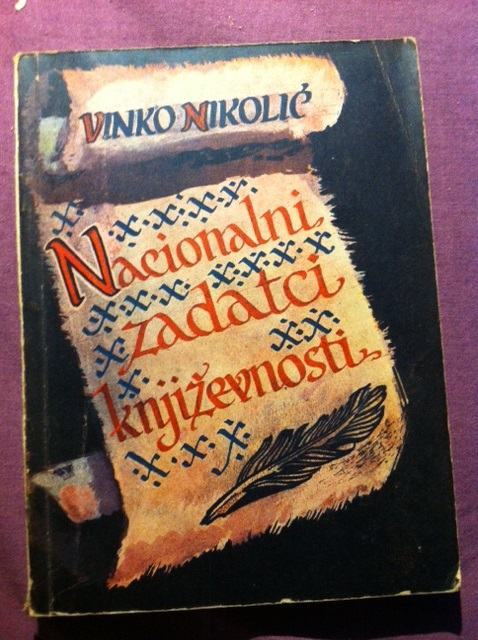 VINKO NIKOLIĆ
Nacionalni
zadatci
književnosti